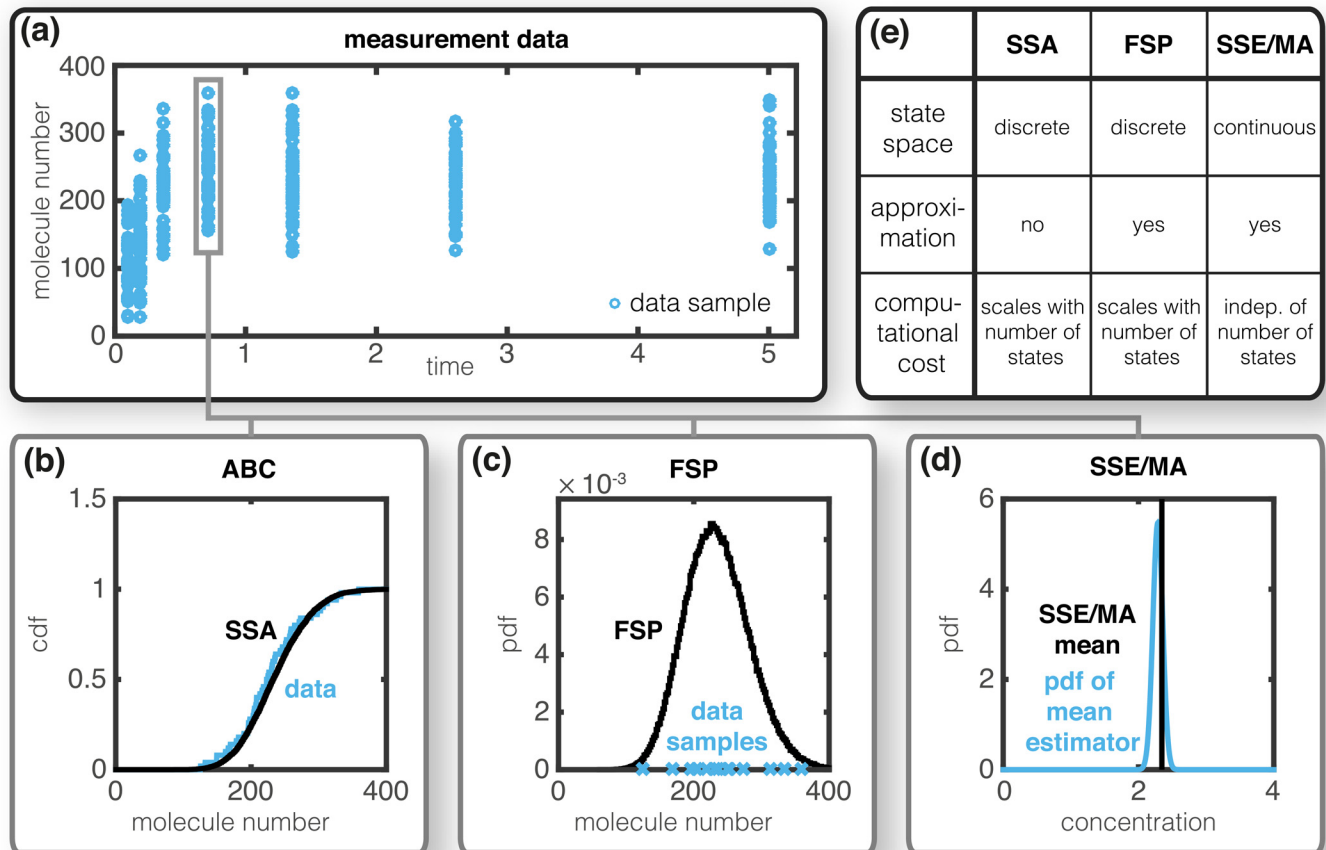 (a)
measurement data
400
300
200
100
0
molecule number
0
1
2
3
4
5
time
data sample
(e)
SSA
FSP
SSE/MA
state
space
discrete
discrete
continuous
approxi-
mation
no
yes
yes
compu-
tational
cost
scales with
number of
states
scales with
number of
states
indep. of
number of
states
(b)
ABC
1.5
1
0.5
0
cdf
SSA
data
0
200
400
molecule number
(c)
FSP
× 10⁻³
8
6
4
2
0
pdf
FSP
data
samples
0
200
400
molecule number
(d)
SSE/MA
6
4
2
0
pdf
SSE/MA
mean
pdf of
mean
estimator
0
2
4
concentration